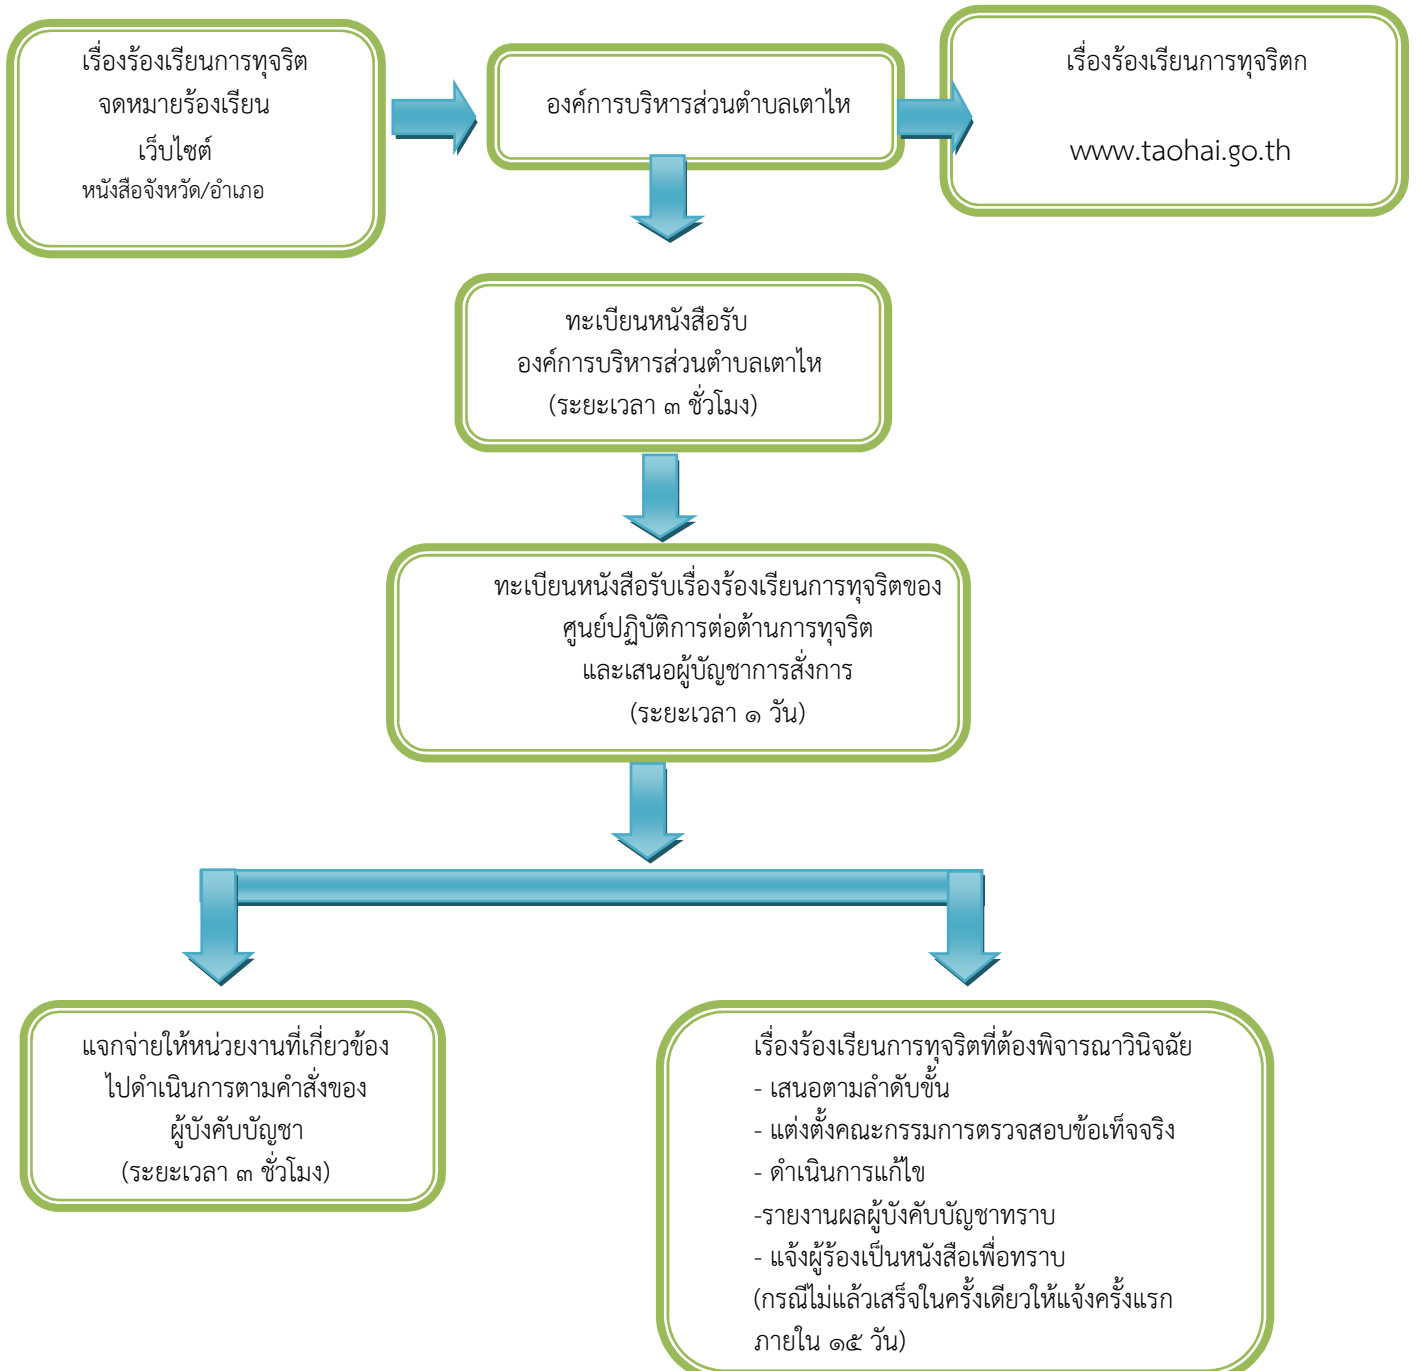 เรื่องร้องเรียนการทุจริต
จดหมายร้องเรียน
เว็บไซต์
หนังสือจังหวัด/อำเภอ
องค์การบริหารส่วนตำบลเตาไห
เรื่องร้องเรียนการทุจริตก
www.taohai.go.th
ทะเบียนหนังสือรับ
องค์การบริหารส่วนตำบลเตาไห
(ระยะเวลา ๓ ชั่วโมง)
ทะเบียนหนังสือรับเรื่องร้องเรียนการทุจริตของ
ศูนย์ปฏิบัติการต่อต้านการทุจริต
และเสนอผู้บัญชาการสั่งการ
(ระยะเวลา ๑ วัน)
แจกจ่ายให้หน่วยงานที่เกี่ยวข้อง
ไปดำเนินการตามคำสั่งของ
ผู้บังคับบัญชา
(ระยะเวลา ๓ ชั่วโมง)
เรื่องร้องเรียนการทุจริตที่ต้องพิจารณาวินิจฉัย
- เสนอตามลำดับขั้น
- แต่งตั้งคณะกรรมการตรวจสอบข้อเท็จจริง
- ดำเนินการแก้ไข
-รายงานผลผู้บังคับบัญชาทราบ
- แจ้งผู้ร้องเป็นหนังสือเพื่อทราบ
(กรณีไม่แล้วเสร็จในครั้งเดียวให้แจ้งครั้งแรก
ภายใน ๑๕ วัน)